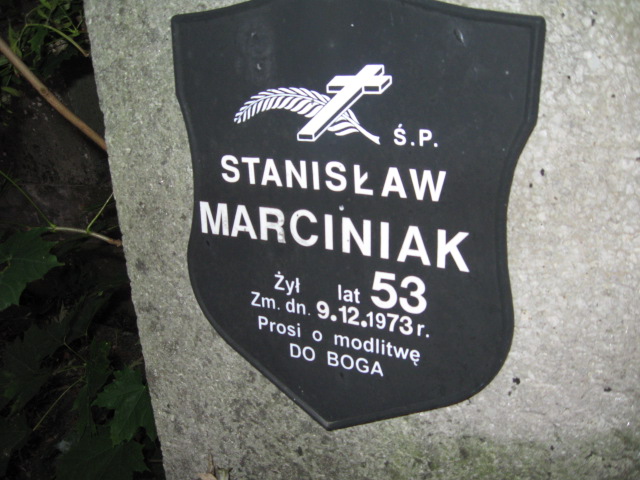 Ś.P.
STANISŁAW
MARCINIAK
Żył lat 53
Zm. dn. 9.12.1973 r.
Prosi o modlitwę
DO BOGA